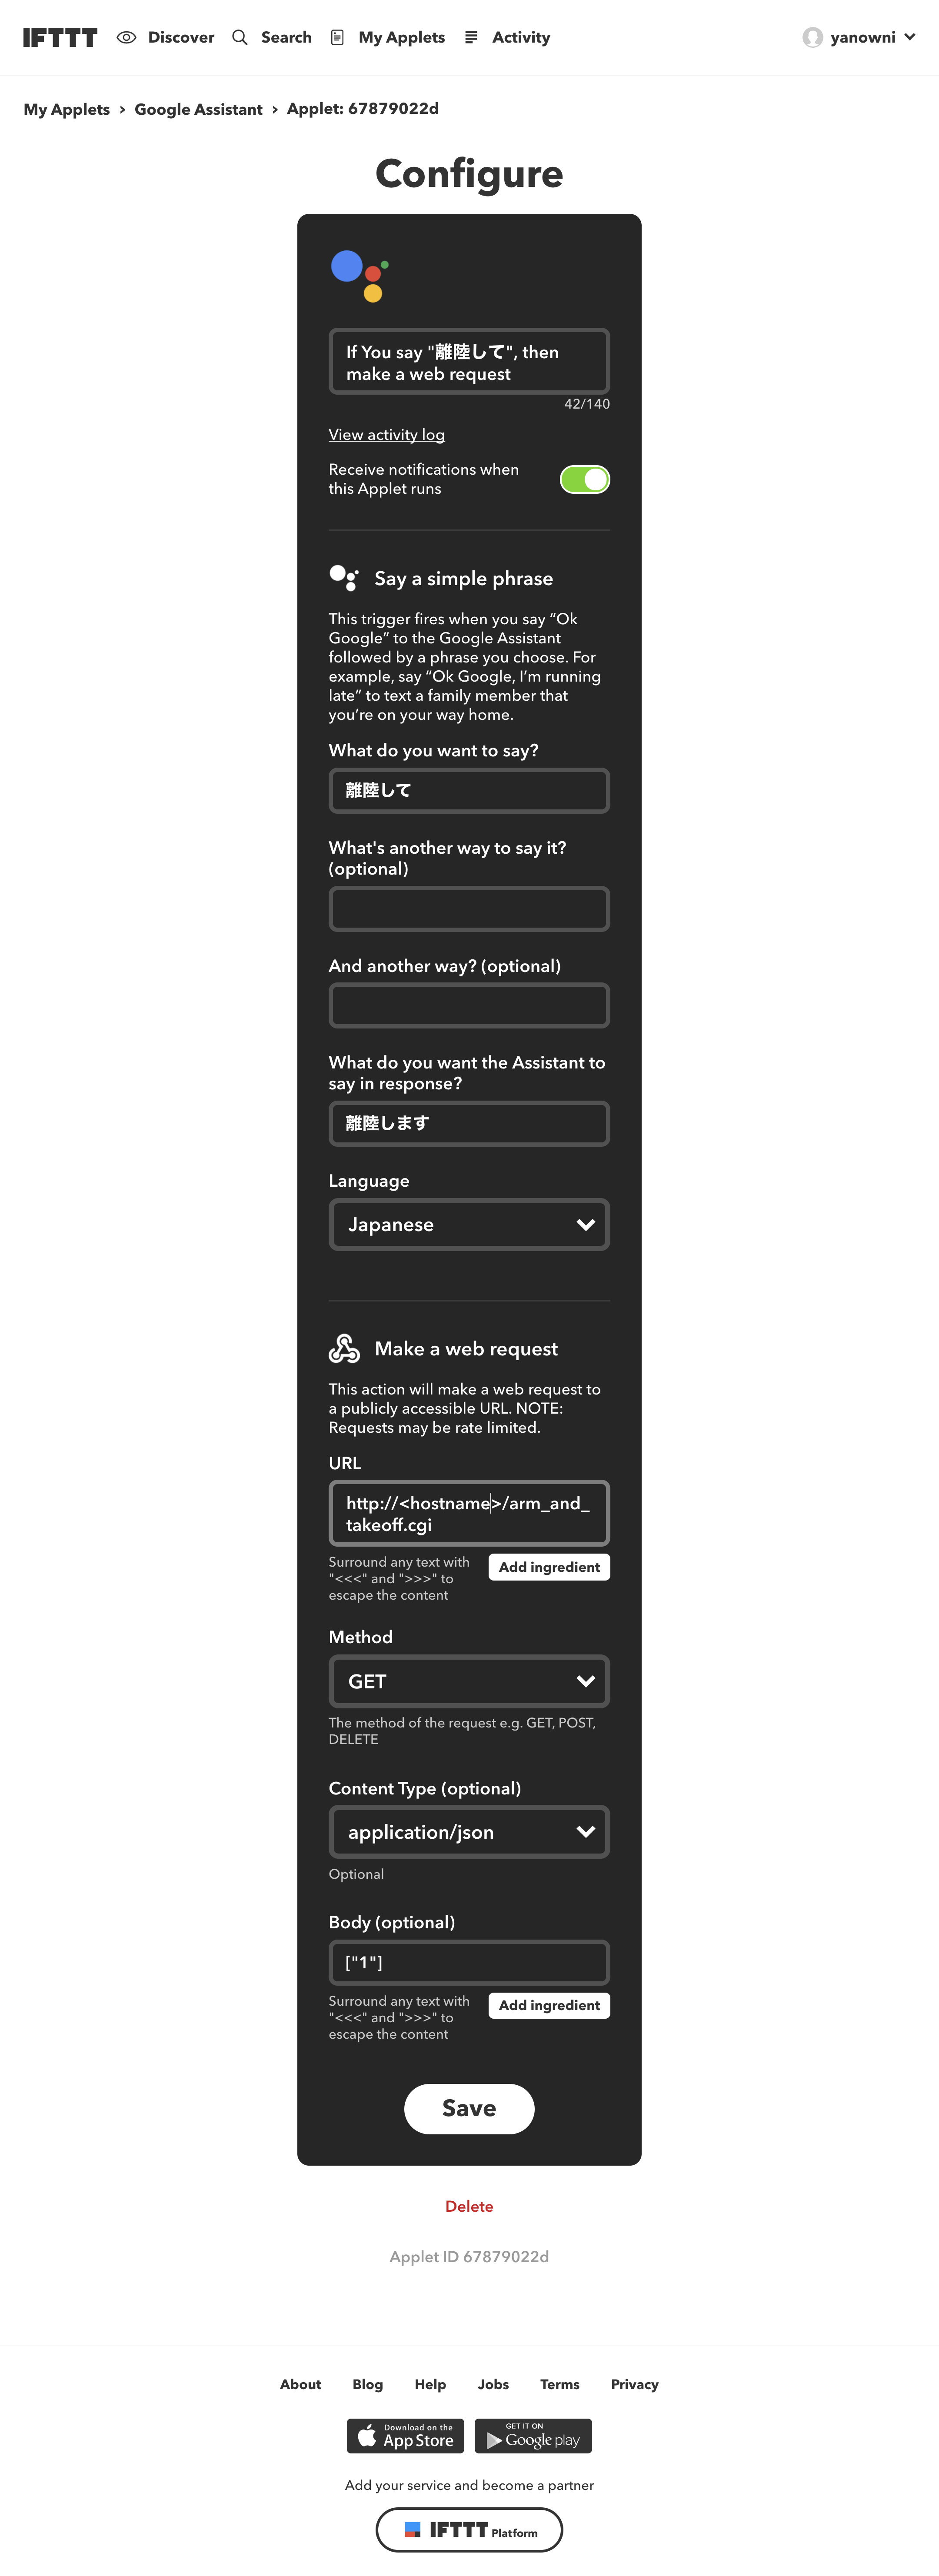 IFTTT Discover Search My Applets Activity yanowni
My Applets › Google Assistant › Applet: 67879022d
Configure
If You say "離陸して", then
make a web request
42/140
View activity log
Receive notifications when
this Applet runs
Say a simple phrase
This trigger fires when you say “Ok
Google” to the Google Assistant
followed by a phrase you choose. For
example, say “Ok Google, I’m running
late” to text a family member that
you’re on your way home.
What do you want to say?
離陸して
What's another way to say it?
(optional)
And another way? (optional)
What do you want the Assistant to
say in response?
離陸します
Language
Japanese
Make a web request
This action will make a web request to
a publicly accessible URL. NOTE:
Requests may be rate limited.
URL
http://<hostname>/arm_and_
takeoff.cgi
Surround any text with
"<<<" and ">>>" to
escape the content
Add ingredient
Method
GET
The method of the request e.g. GET, POST,
DELETE
Content Type (optional)
application/json
Optional
Body (optional)
["1"]
Surround any text with
"<<<" and ">>>" to
escape the content
Add ingredient
Save
Delete
Applet ID 67879022d
About Blog Help Jobs Terms Privacy
Download on the
App Store
GET IT ON
Google play
Add your service and become a partner
IFTTT Platform